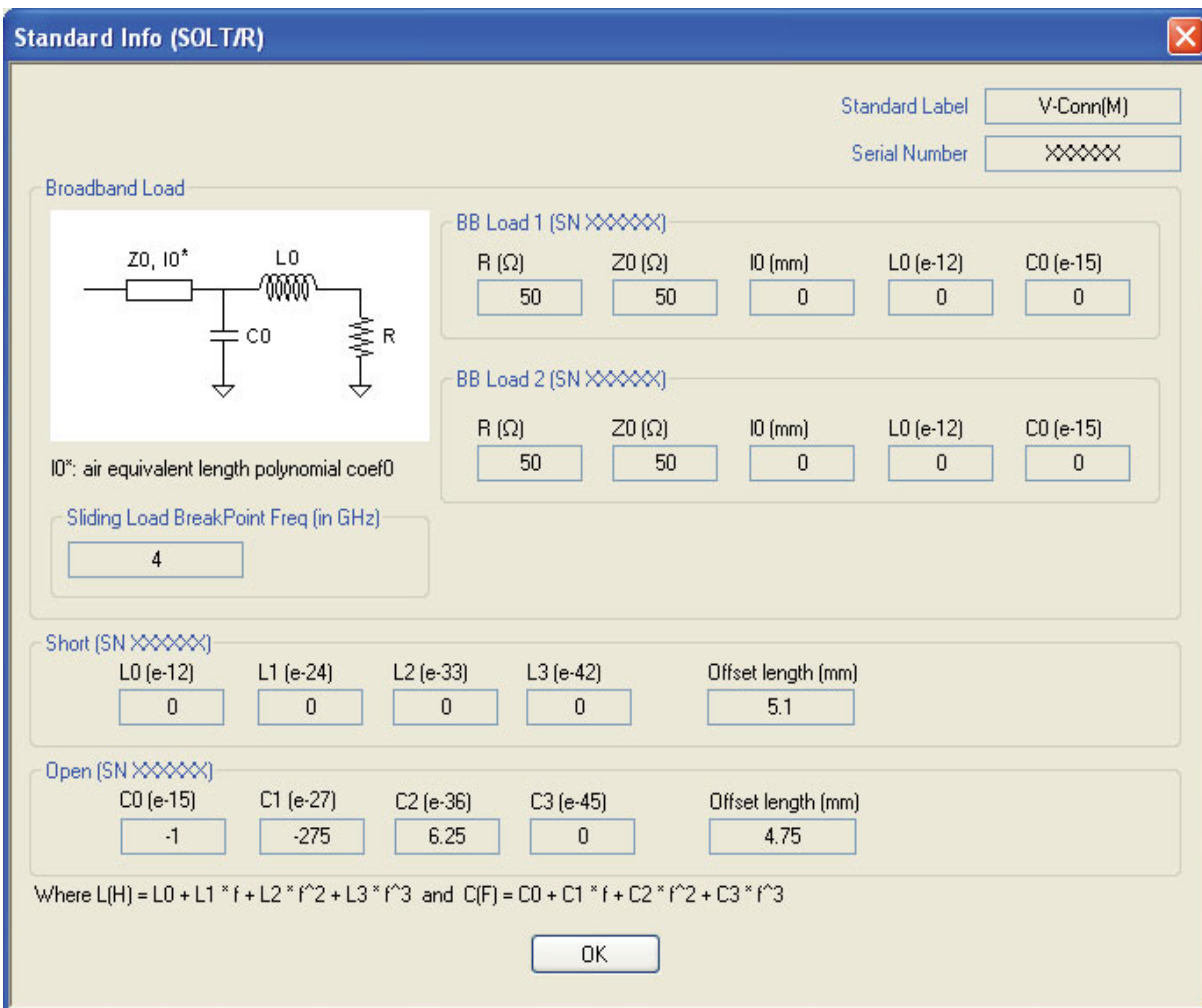 Standard Info (SOLT/R)
Standard Label V-Conn(M)
Serial Number XXXXXX
Broadband Load
Z0, l0*
L0
C0
R
l0*: air equivalent length polynomial coef0
BB Load 1 (SN XXXXXX)
R (Ω) Z0 (Ω) l0 (mm) L0 (e-12) C0 (e-15)
50 50 0 0 0
BB Load 2 (SN XXXXXX)
R (Ω) Z0 (Ω) l0 (mm) L0 (e-12) C0 (e-15)
50 50 0 0 0
Sliding Load BreakPoint Freq (in GHz)
4
Short (SN XXXXXX)
L0 (e-12) L1 (e-24) L2 (e-33) L3 (e-42) Offset length (mm)
0 0 0 0 5.1
Open (SN XXXXXX)
C0 (e-15) C1 (e-27) C2 (e-36) C3 (e-45) Offset length (mm)
-1 -275 6.25 0 4.75
Where L(H) = L0 + L1 * f + L2 * f^2 + L3 * f^3 and C(F) = C0 + C1 * f + C2 * f^2 + C3 * f^3
OK